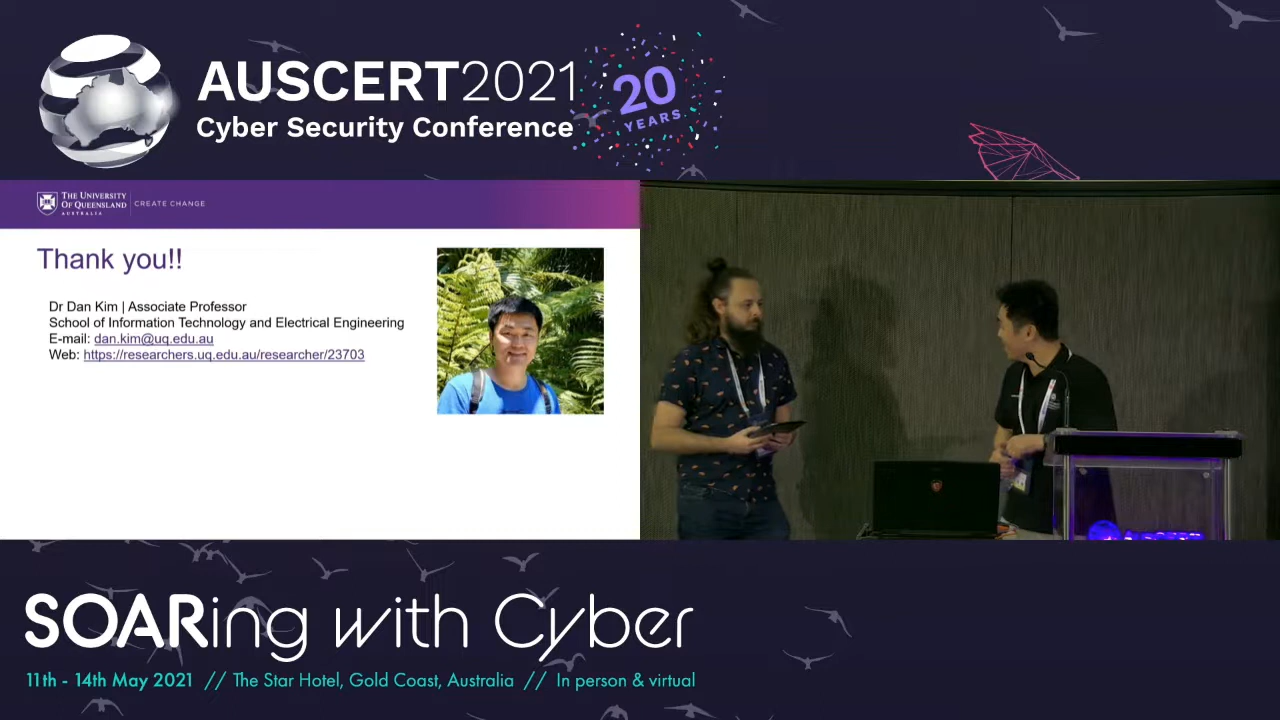 AUSCERT2021
Cyber Security Conference
20
YEARS
THE UNIVERSITY
OF QUEENSLAND
AUSTRALIA
CREATE CHANGE
Thank you!!
Dr Dan Kim | Associate Professor
School of Information Technology and Electrical Engineering
E-mail: dan.kim@uq.edu.au
Web: https://researchers.uq.edu.au/researcher/23703
SOARing with Cyber
11th - 14th May 2021 // The Star Hotel, Gold Coast, Australia // In person & virtual